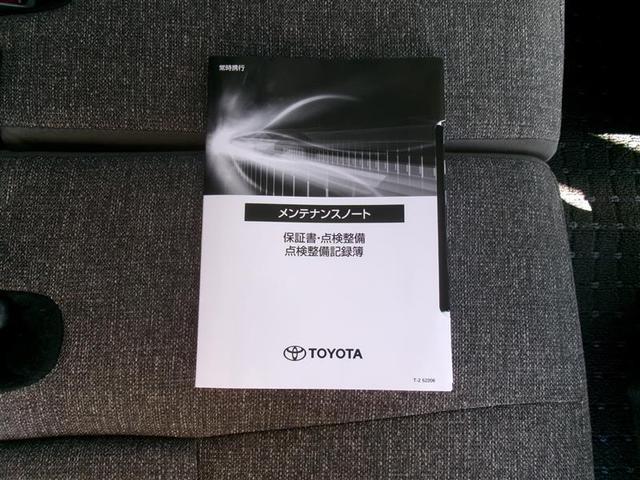 常時携行
メンテナンスノート
保証書・点検整備
点検整備記録簿
TOYOTA
T-2 52206